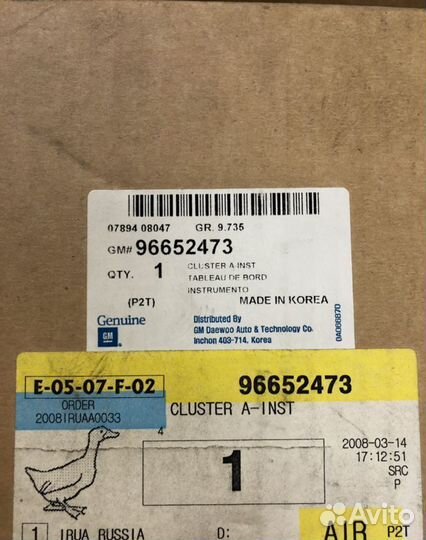 07894 08047 GR. 9.735
GM# 96652473
QTY. 1 CLUSTER A-INST
TABLEAU DE BORD
INSTRUMENTO
(P2T) MADE IN KOREA
Genuine
GM
Distributed By
GM Daewoo Auto & Technology Co.
Inchon 403-714, Korea
E-05-07-F-02 96652473
ORDER
2008IRUAA0033
CLUSTER A-INST
4
1
2008-03-14
17:12:51
SRC
P
1 IRUA RUSSIA D: AIR P2T
Avito